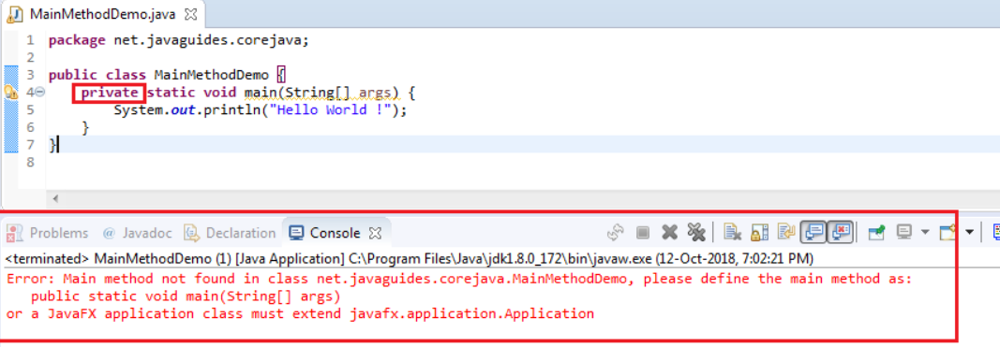 MainMethodDemo.java
1 package net.javaguides.corejava;
2
3 public class MainMethodDemo {
4 private static void main(String[] args) {
5 System.out.println("Hello World !");
6 }
7 }
8
Problems @ Javadoc Declaration Console
<terminated> MainMethodDemo (1) [Java Application] C:\Program Files\Java\jdk1.8.0_172\bin\javaw.exe (12-Oct-2018, 7:02:21 PM)
Error: Main method not found in class net.javaguides.corejava.MainMethodDemo, please define the main method as:
public static void main(String[] args)
or a JavaFX application class must extend javafx.application.Application